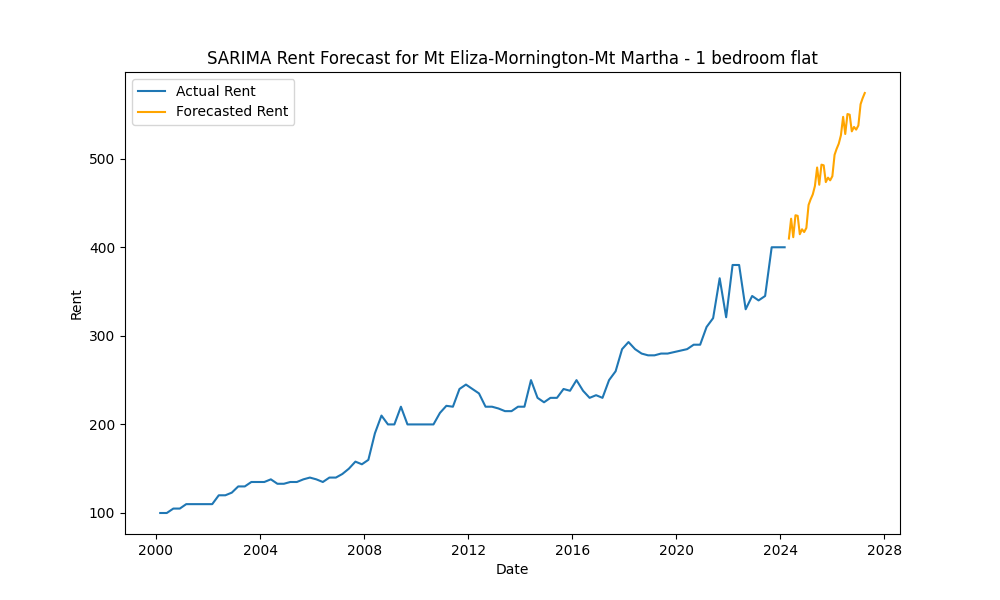 SARIMA Rent Forecast for Mt Eliza-Mornington-Mt Martha - 1 bedroom flat
Actual Rent
Forecasted Rent
500
400
300
200
100
Rent
2000 2004 2008 2012 2016 2020 2024 2028
Date